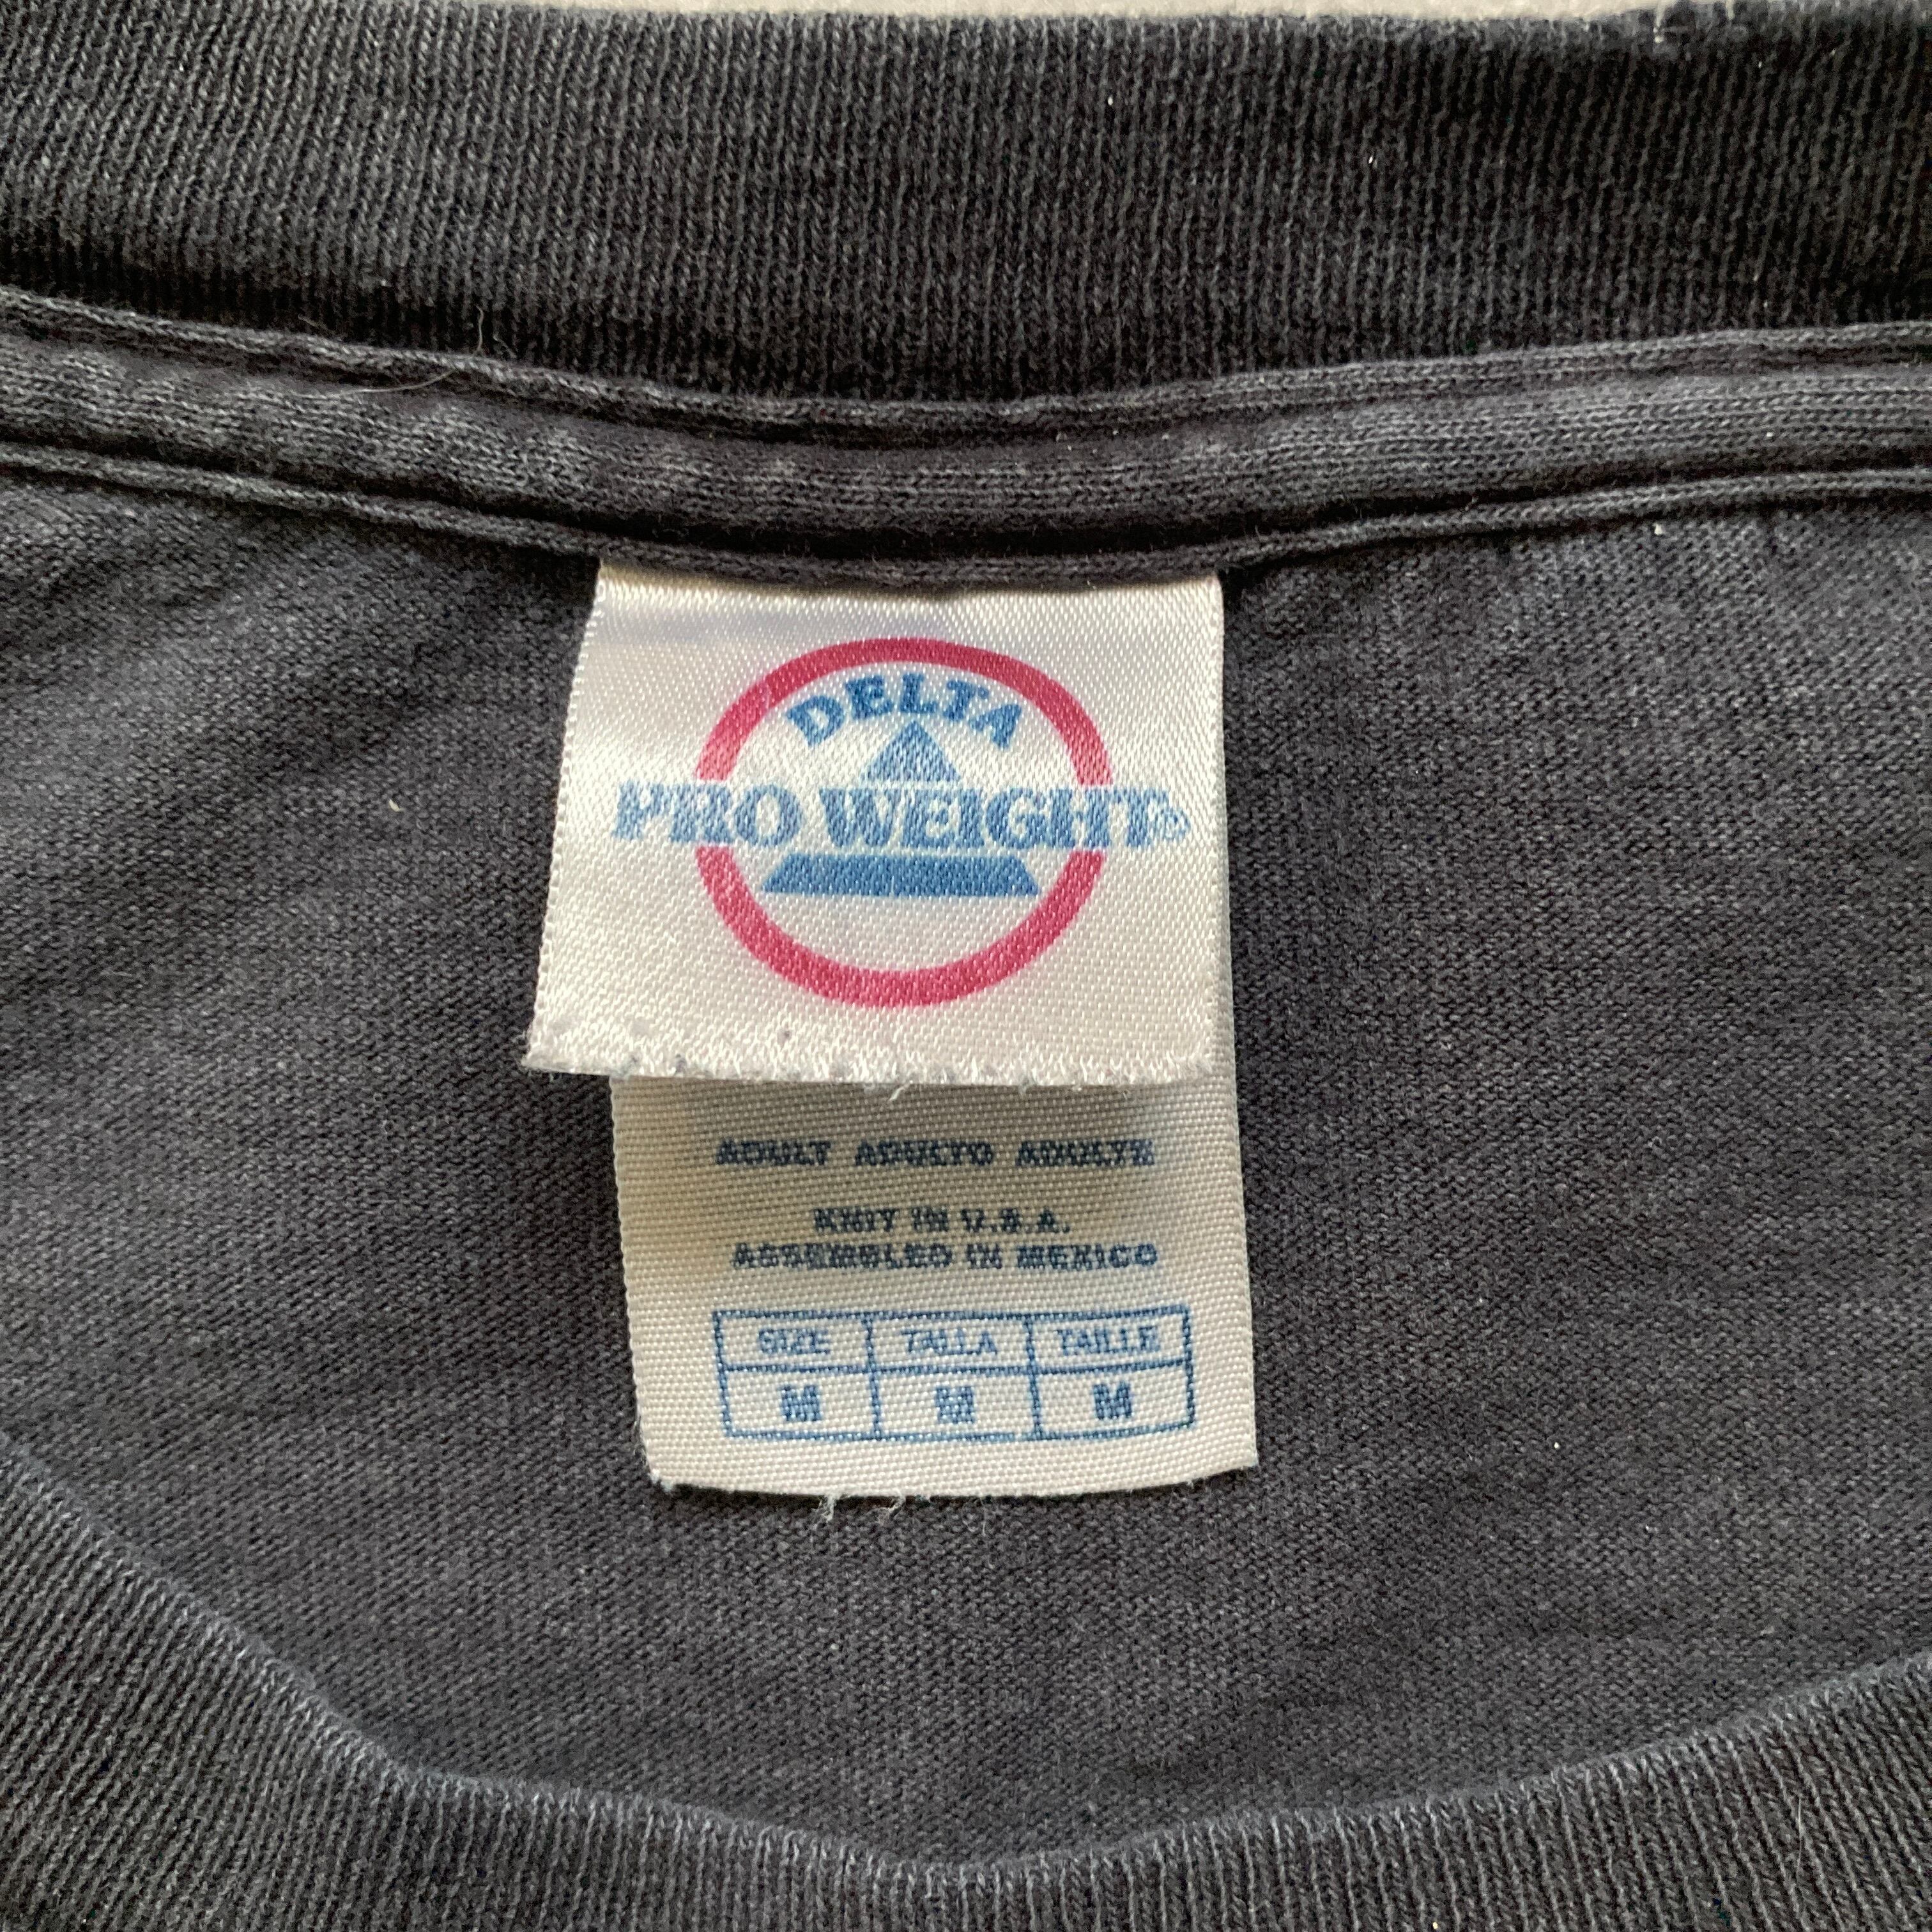 DELTA
PRO WEIGHT®
ADULT ADULTO ADULTE
KNIT IN U.S.A.
ASSEMBLED IN MEXICO
SIZE TALLA TAILLE
M M M